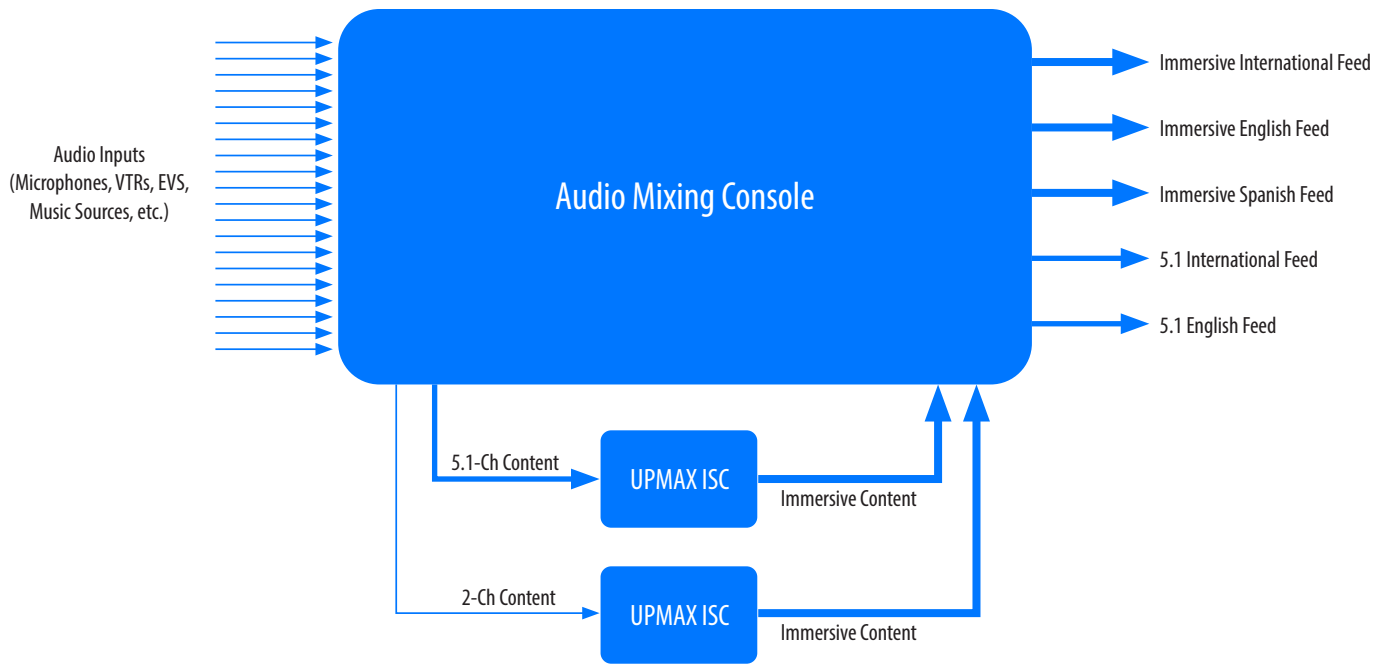 Audio Inputs
(Microphones, VTRs, EVS,
Music Sources, etc.)
Audio Mixing Console
Immersive International Feed
Immersive English Feed
Immersive Spanish Feed
5.1 International Feed
5.1 English Feed
5.1-Ch Content
UPMAX ISC
Immersive Content
2-Ch Content
UPMAX ISC
Immersive Content